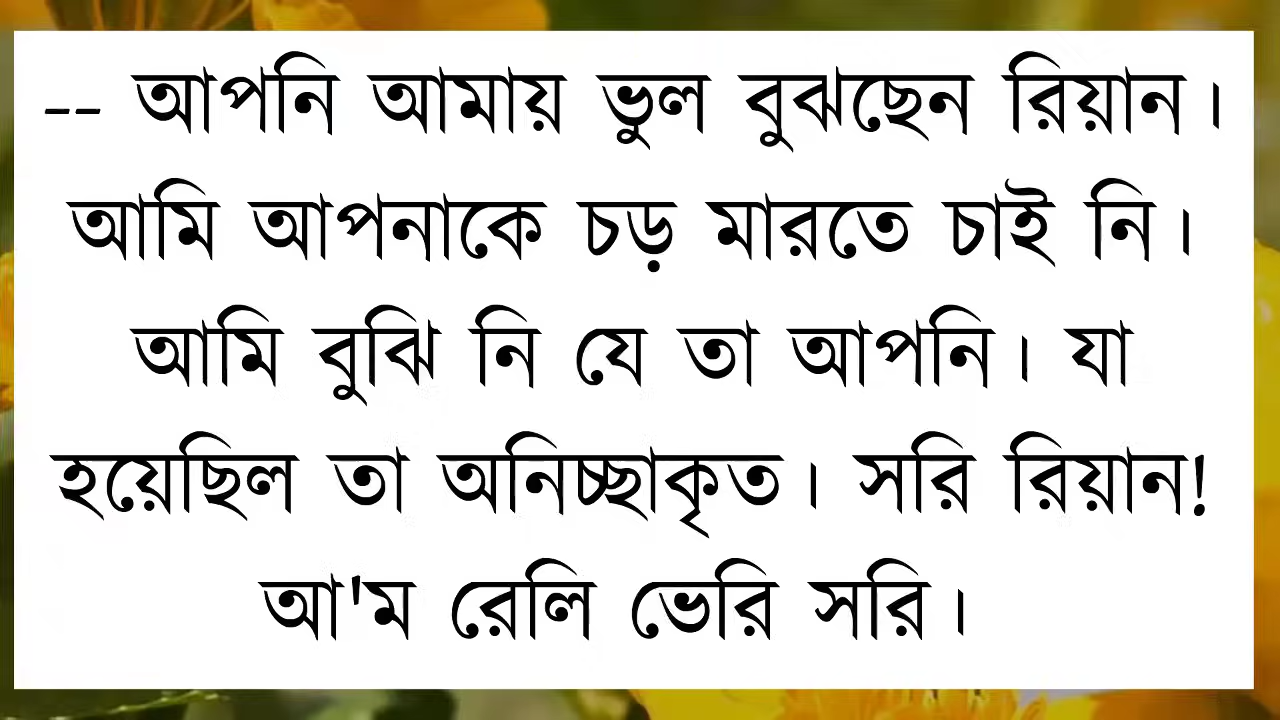 -- আপনি আমায় ভুল বুঝছেন রিয়ান।
আমি আপনাকে চড় মারতে চাই নি।
আমি বুঝি নি যে তা আপনি। যা
হয়েছিল তা অনিচ্ছাকৃত। সরি রিয়ান!
আ'ম রেলি ভেরি সরি।